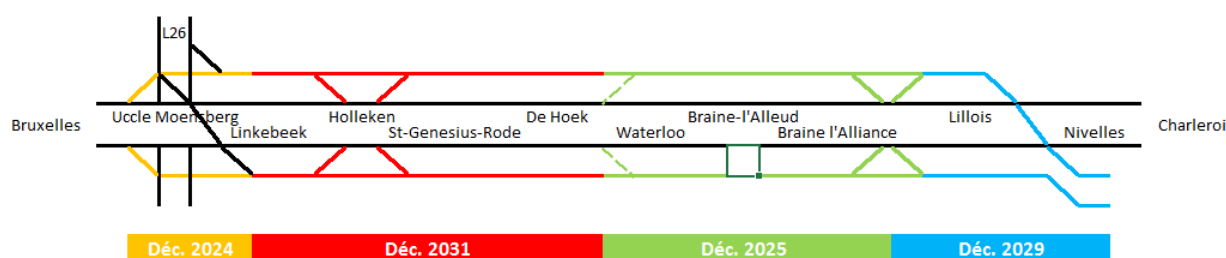 L26
Bruxelles
Uccle Moensberg
Linkebeek
Holleken
St-Genesius-Rode
De Hoek
Waterloo
Braine-l'Alleud
Braine l'Alliance
Lillois
Nivelles
Charleroi
Déc. 2024
Déc. 2031
Déc. 2025
Déc. 2029